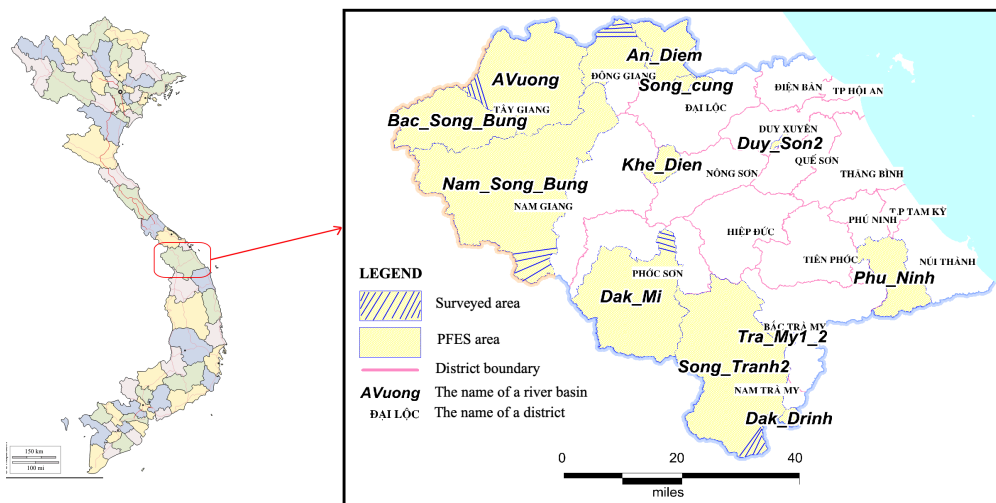 150 km
100 mi
An_Diem
AVuong
ĐÔNG GIANG
Song_cung
ĐIỆN BÀN
TP HỘI AN
TÂY GIANG
ĐẠI LỘC
Bac_Song_Bung
DUY XUYÊN
Duy_Son2
Khe_Dien
QUẾ SƠN
NÔNG SƠN
THĂNG BÌNH
Nam_Song_Bung
NAM GIANG
T.P TAM KỲ
PHÚ NINH
HIỆP ĐỨC
TIÊN PHỚC
NÚI THÀNH
PHỚC SƠN
Phu_Ninh
Dak_Mi
BẮC TRÀ MY
Tra_My1_2
Song_Tranh2
NAM TRÀ MY
Dak_Drinh
LEGEND
Surveyed area
PFES area
District boundary
AVuong The name of a river basin
ĐẠI LỘC The name of a district
0 20 40
miles